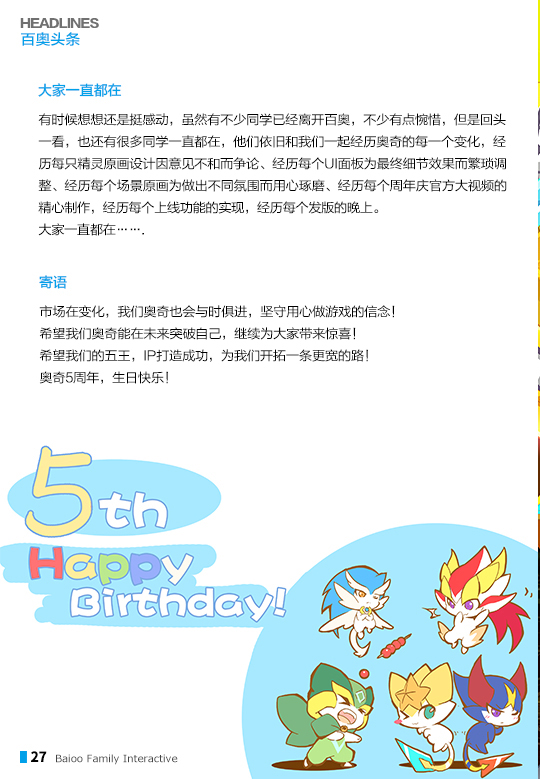 HEADLINES
百奥头条
大家一直都在
有时候想想还是挺感动，虽然有不少同学已经离开百奥，不少有点惋惜，但是回头
一看，也还有很多同学一直都在，他们依旧和我们一起经历奥奇的每一个变化，经
历每只精灵原画设计因意见不和而争论、经历每个UI面板为最终细节效果而繁琐调
整、经历每个场景原画为做出不同氛围而用心琢磨、经历每个周年庆官方大视频的
精心制作，经历每个上线功能的实现，经历每个发版的晚上。
大家一直都在…….
寄语
市场在变化，我们奥奇也会与时俱进，坚守用心做游戏的信念！
希望我们奥奇能在未来突破自己，继续为大家带来惊喜！
希望我们的五王，IP打造成功，为我们开拓一条更宽的路！
奥奇5周年，生日快乐！
5th
Happy
Birthday!
27 Baioo Family Interactive